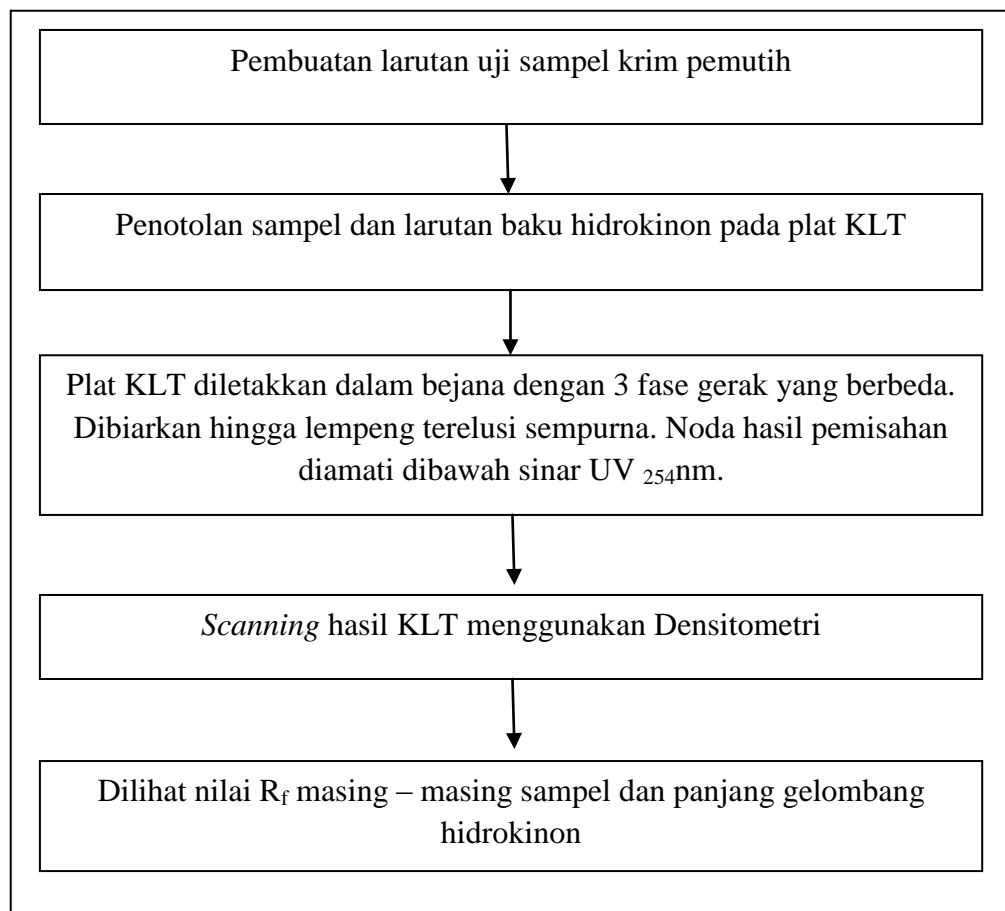 Pembuatan larutan uji sampel krim pemutih
Penotolan sampel dan larutan baku hidrokinon pada plat KLT
Plat KLT diletakkan dalam bejana dengan 3 fase gerak yang berbeda.
Dibiarkan hingga lempeng terelusi sempurna. Noda hasil pemisahan
diamati dibawah sinar UV 254nm.
Scanning hasil KLT menggunakan Densitometri
Dilihat nilai Rf masing – masing sampel dan panjang gelombang
hidrokinon